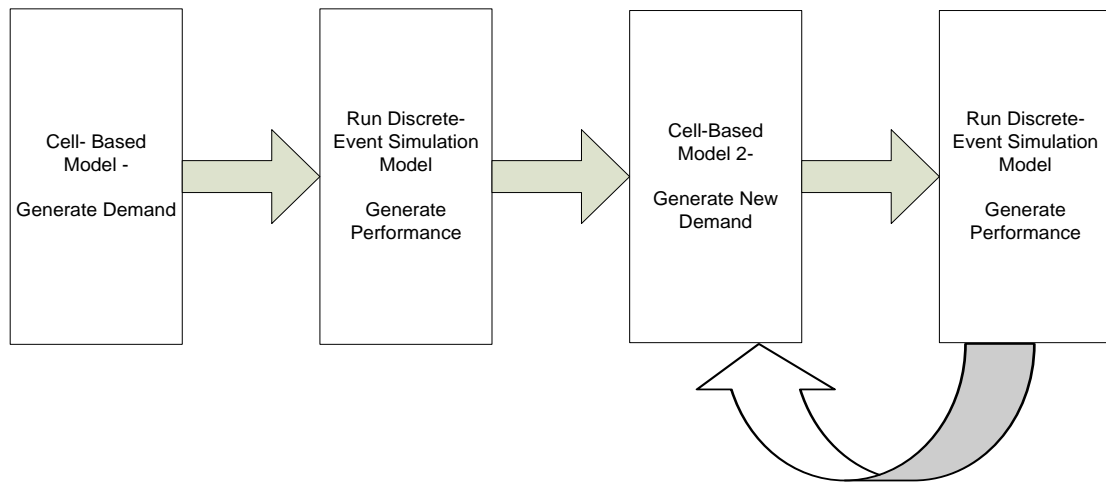 Cell- Based
Model -
Generate Demand
Run Discrete-
Event Simulation
Model
Generate
Performance
Cell-Based
Model 2-
Generate New
Demand
Run Discrete-
Event Simulation
Model
Generate
Performance